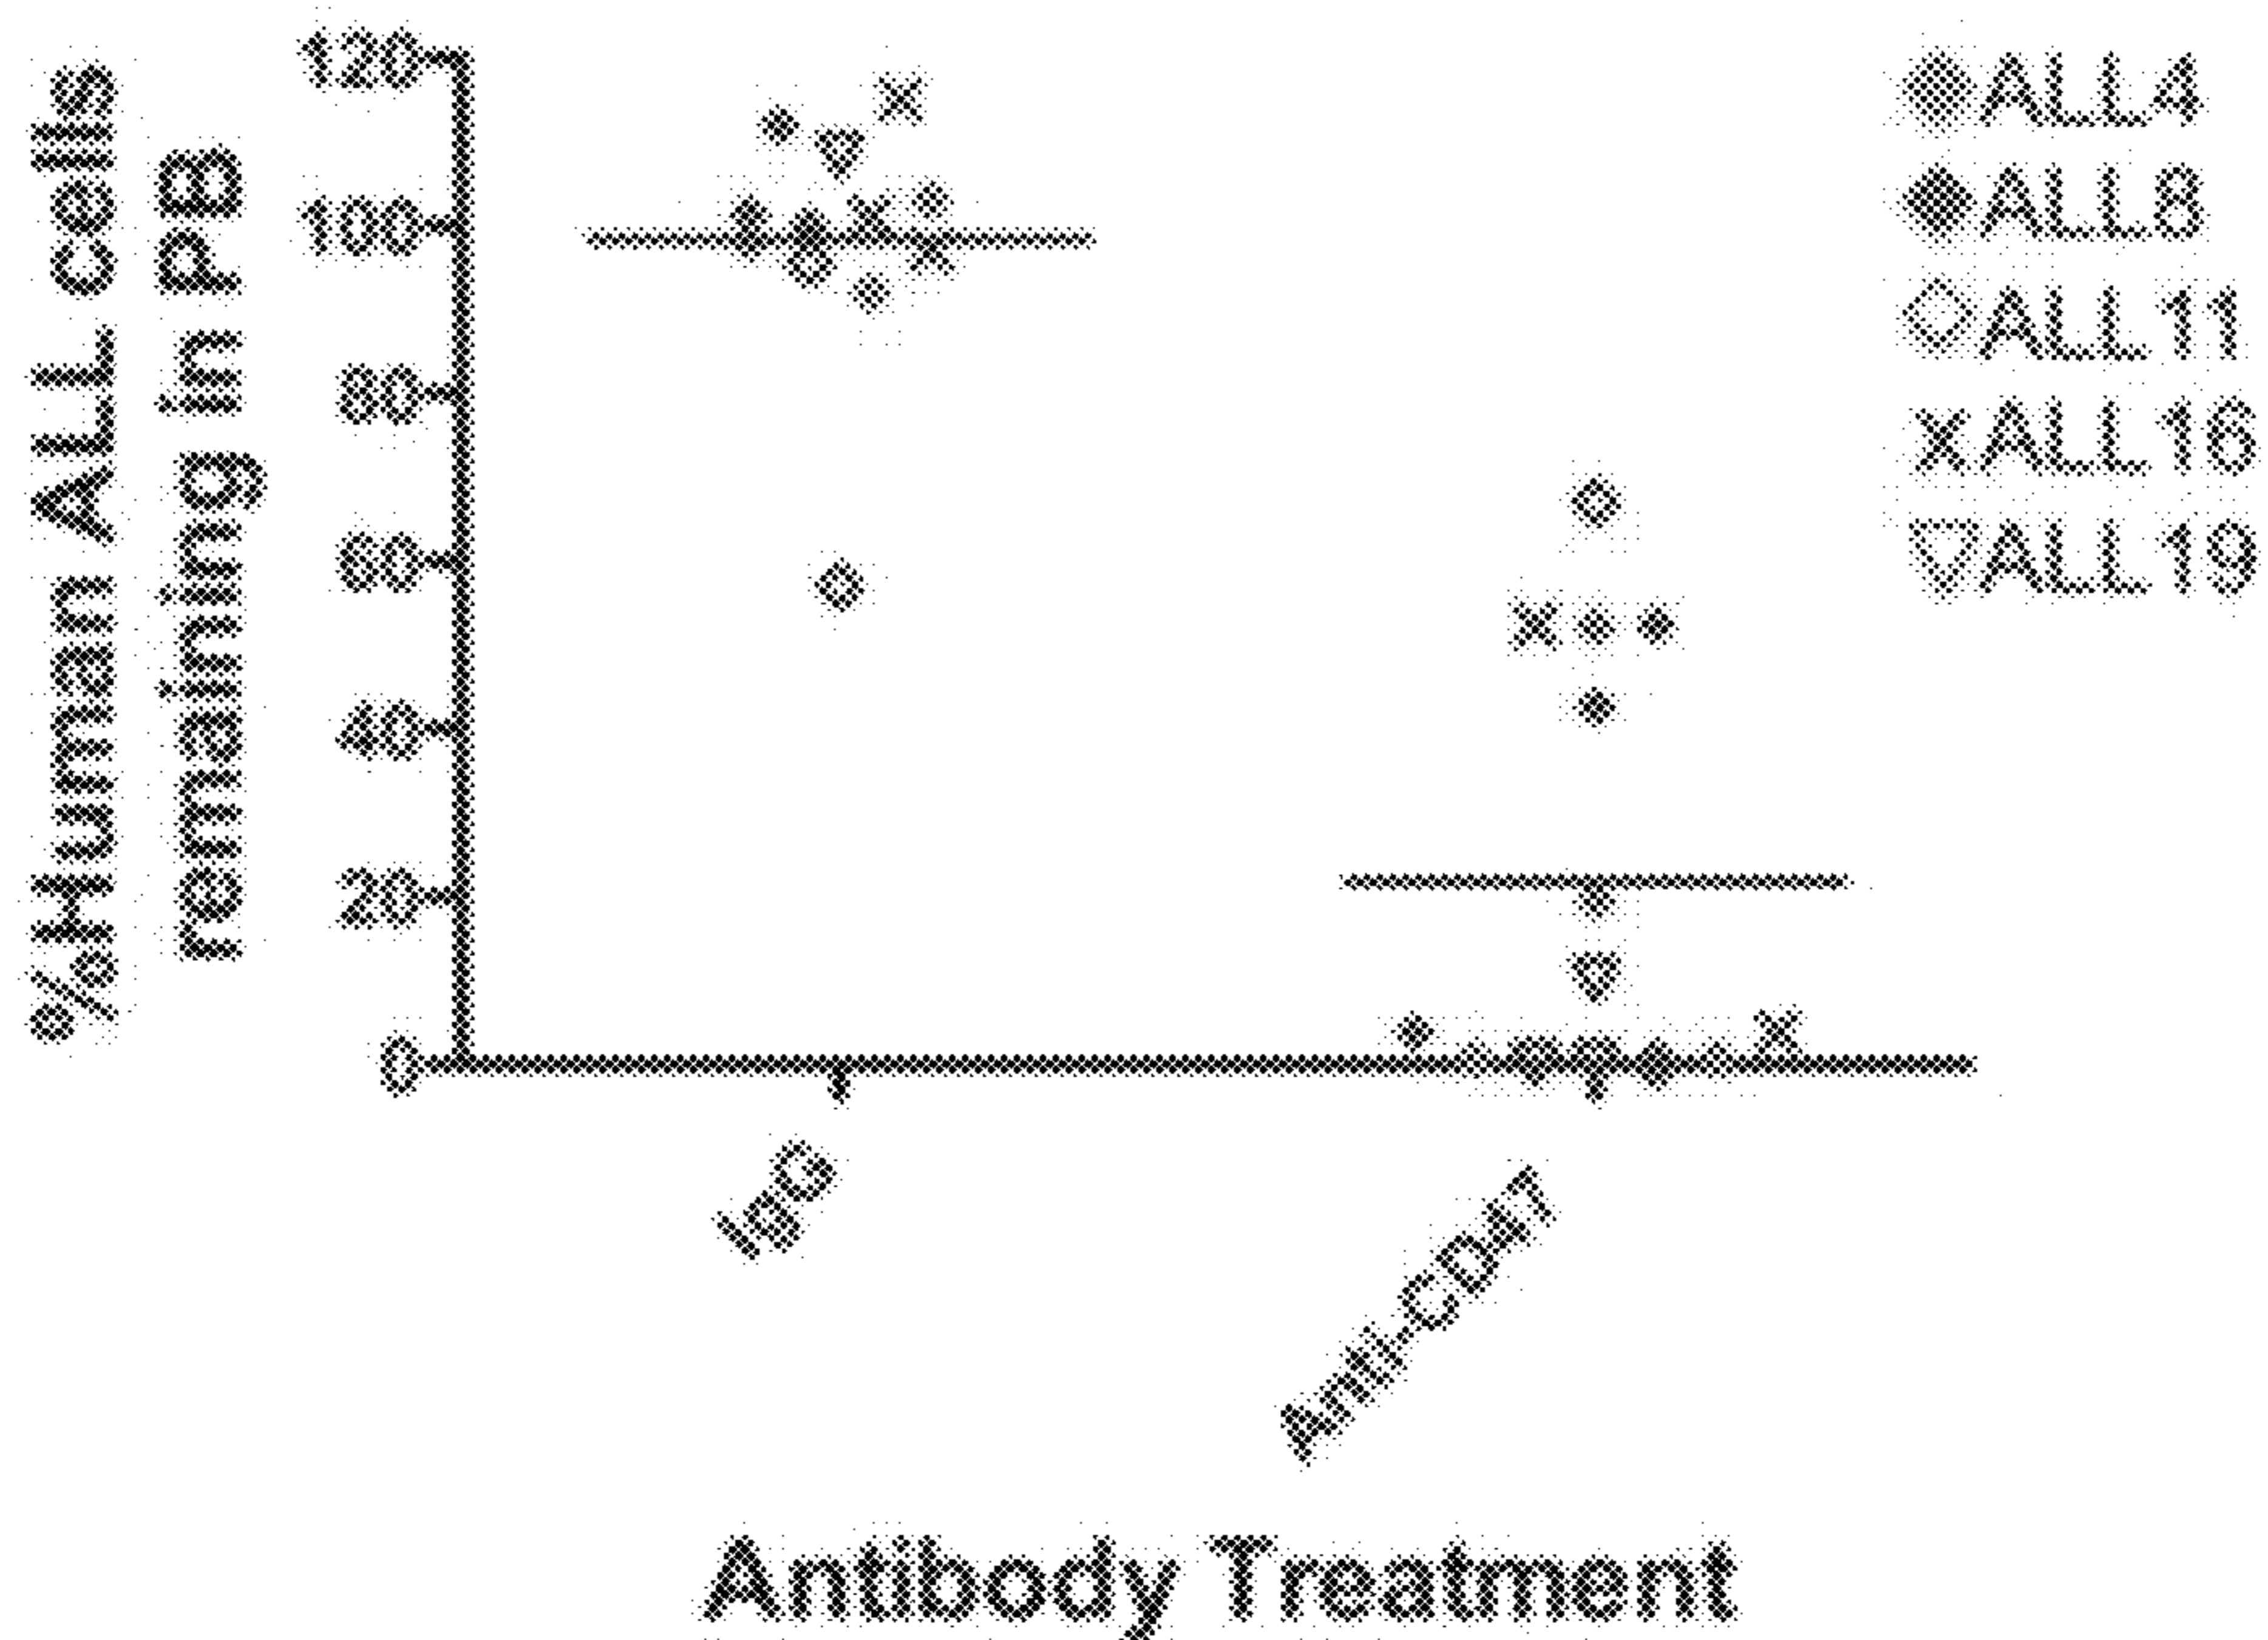 %Human ALL cells
remaining in PB
120
100
80
60
40
20
0
IgG
Anti-CD47
Antibody Treatment
ALL4
ALL8
ALL11
ALL16
ALL19